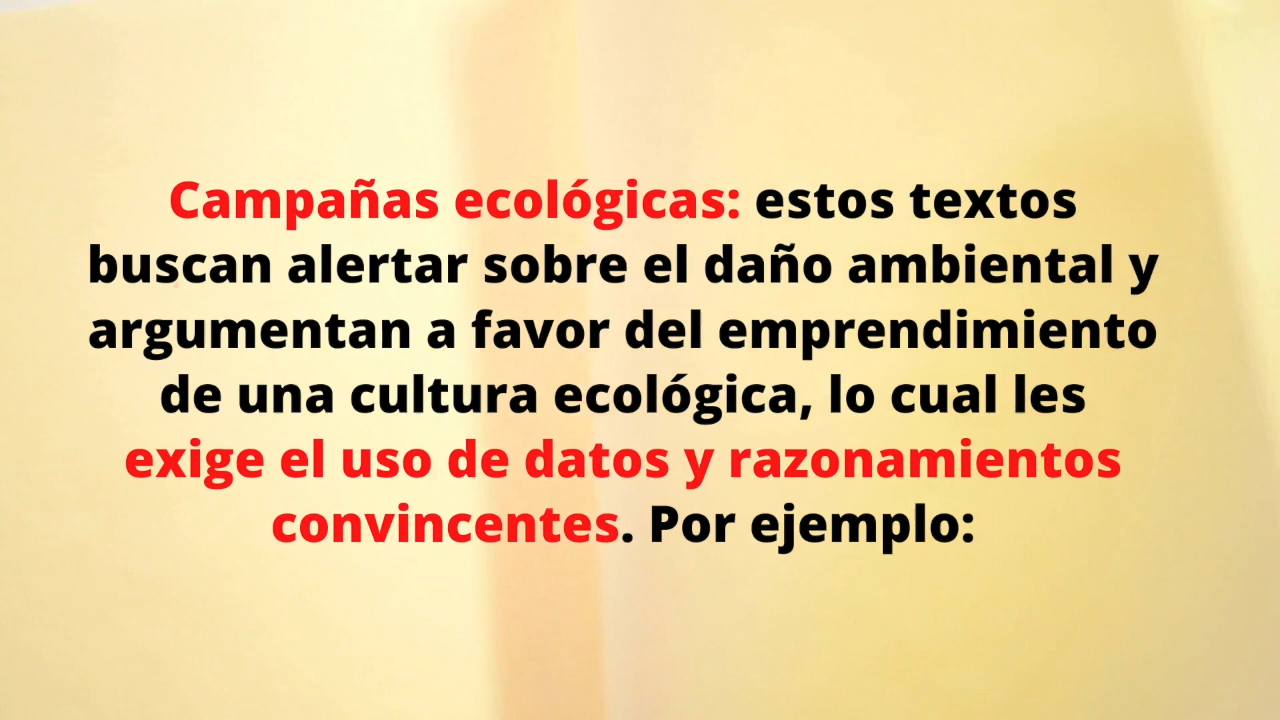 Campañas ecológicas: estos textos
buscan alertar sobre el daño ambiental y
argumentan a favor del emprendimiento
de una cultura ecológica, lo cual les
exige el uso de datos y razonamientos
convincentes. Por ejemplo: